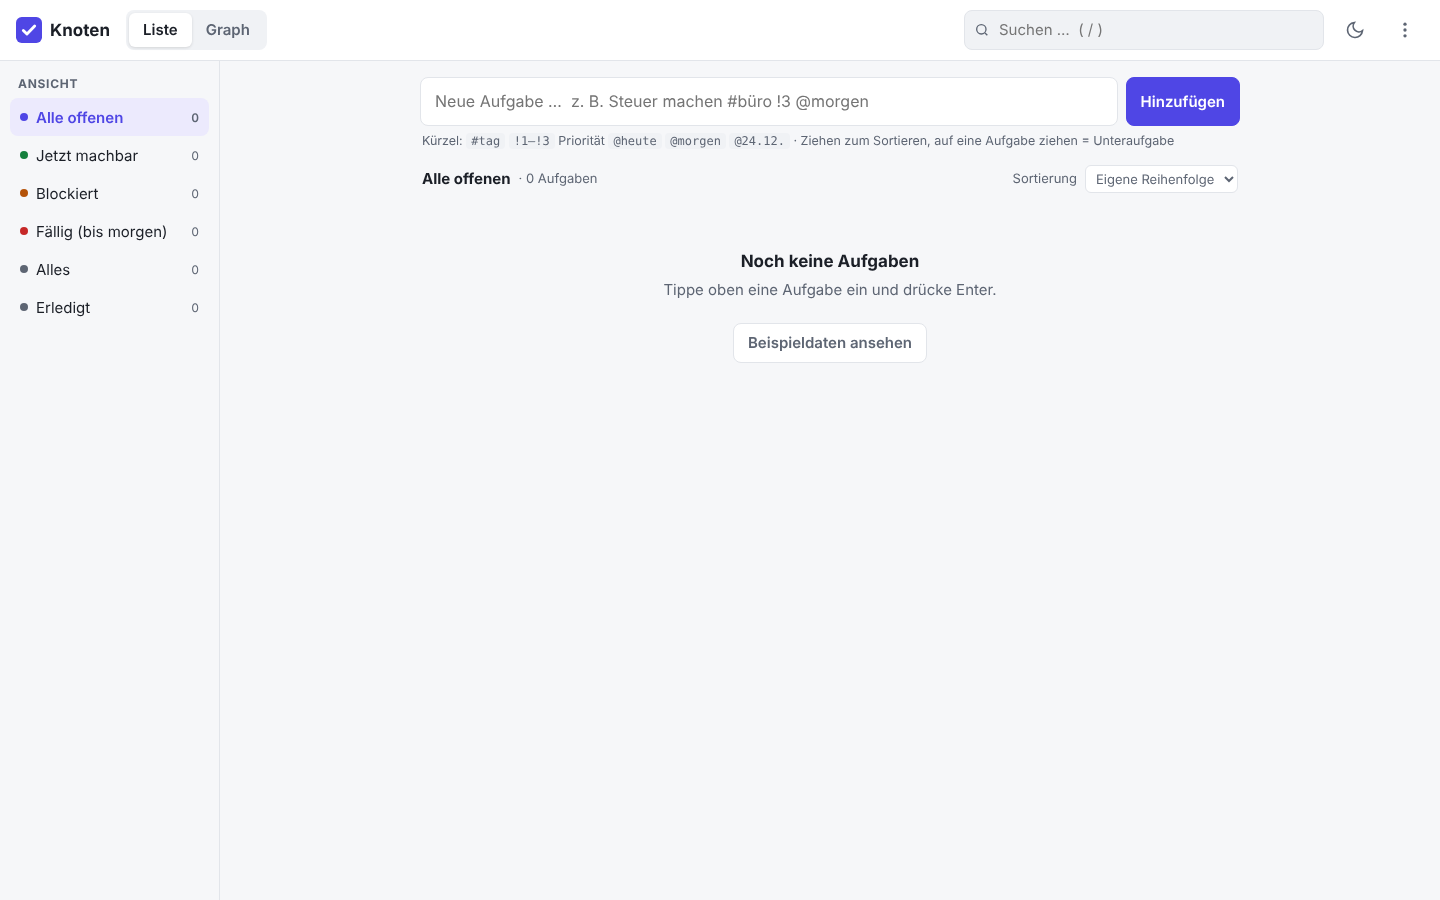 Knoten
Liste
Graph
Suchen … ( / )
ANSICHT
Alle offenen 0
Jetzt machbar 0
Blockiert 0
Fällig (bis morgen) 0
Alles 0
Erledigt 0
Neue Aufgabe … z. B. Steuer machen #büro !3 @morgen
Hinzufügen
Kürzel: #tag !1–!3 Priorität @heute @morgen @24.12. · Ziehen zum Sortieren, auf eine Aufgabe ziehen = Unteraufgabe
Alle offenen · 0 Aufgaben
Sortierung Eigene Reihenfolge
Noch keine Aufgaben
Tippe oben eine Aufgabe ein und drücke Enter.
Beispieldaten ansehen